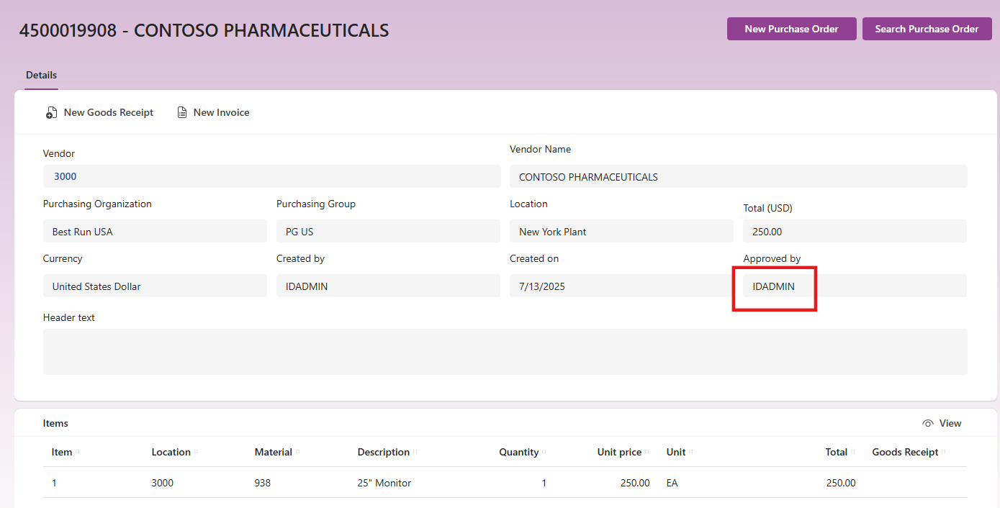 4500019908 - CONTOSO PHARMACEUTICALS
New Purchase Order
Search Purchase Order
Details
New Goods Receipt
New Invoice
Vendor
Vendor Name
3000
CONTOSO PHARMACEUTICALS
Purchasing Organization
Purchasing Group
Location
Total (USD)
Best Run USA
PG US
New York Plant
250.00
Currency
Created by
Created on
Approved by
United States Dollar
IDADMIN
7/13/2025
IDADMIN
Header text
Items
View
Item Location Material Description Quantity Unit price Unit Total Goods Receipt
1 3000 938 25" Monitor 1 250.00 EA 250.00